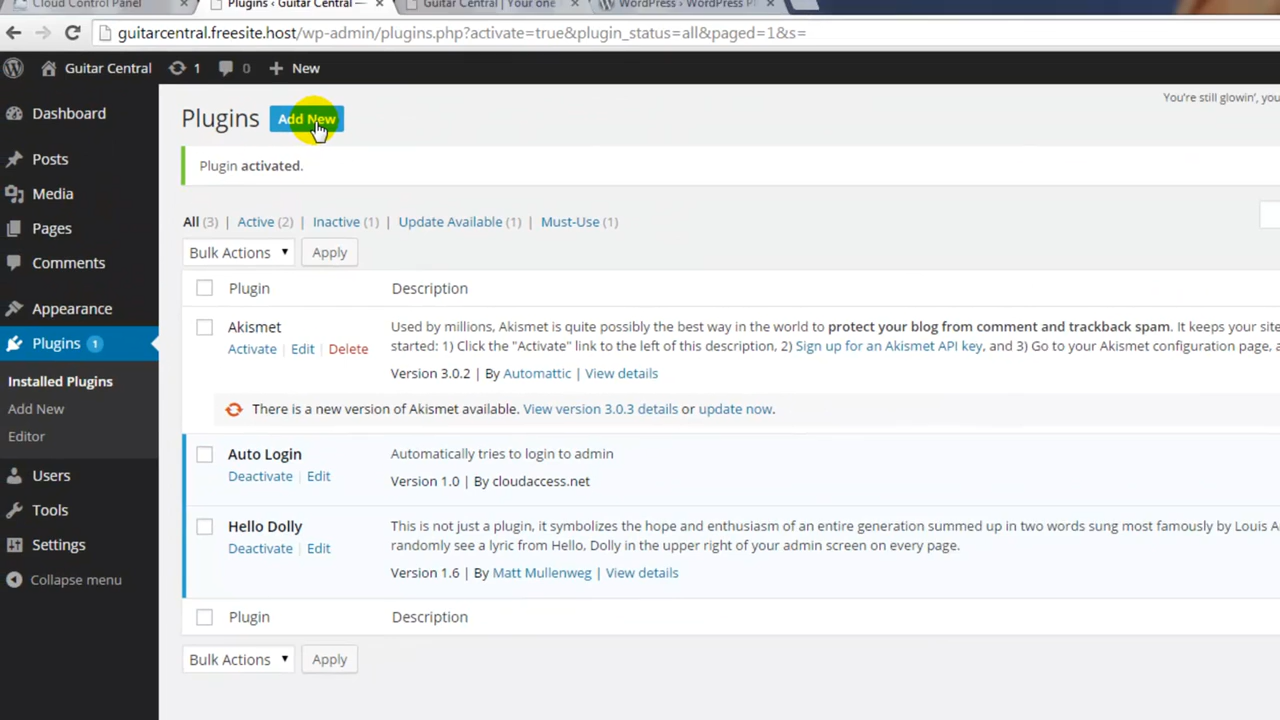 Cloud Control Panel
Plugins ‹ Guitar Central —
Guitar Central | Your one
WordPress › WordPress P
guitarcentral.freesite.host/wp-admin/plugins.php?activate=true&plugin_status=all&paged=1&s=
Guitar Central 1 0 + New
You're still glowin', you
Dashboard
Posts
Media
Pages
Comments
Appearance
Plugins 1
Installed Plugins
Add New
Editor
Users
Tools
Settings
Collapse menu
Plugins Add New
Plugin activated.
All (3) | Active (2) | Inactive (1) | Update Available (1) | Must-Use (1)
Bulk Actions Apply
Plugin Description
Akismet Used by millions, Akismet is quite possibly the best way in the world to protect your blog from comment and trackback spam. It keeps your site
Activate | Edit | Delete started: 1) Click the "Activate" link to the left of this description, 2) Sign up for an Akismet API key, and 3) Go to your Akismet configuration page, a
Version 3.0.2 | By Automattic | View details
There is a new version of Akismet available. View version 3.0.3 details or update now.
Auto Login Automatically tries to login to admin
Deactivate | Edit Version 1.0 | By cloudaccess.net
Hello Dolly This is not just a plugin, it symbolizes the hope and enthusiasm of an entire generation summed up in two words sung most famously by Louis A
Deactivate | Edit randomly see a lyric from Hello, Dolly in the upper right of your admin screen on every page.
Version 1.6 | By Matt Mullenweg | View details
Plugin Description
Bulk Actions Apply